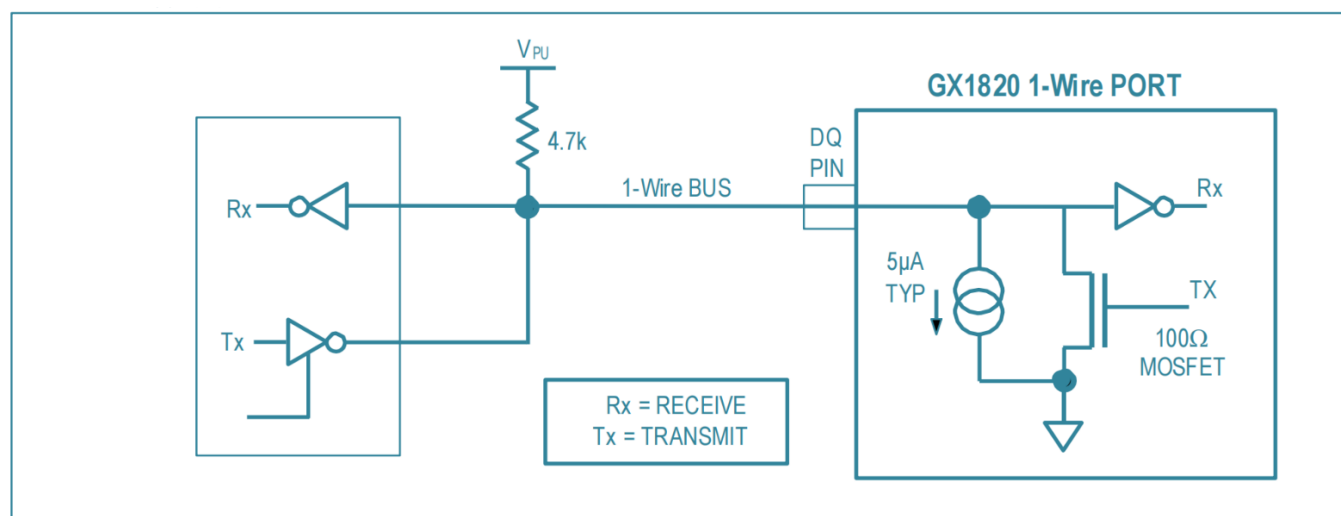 V_PU
4.7k
Rx
Tx
1-Wire BUS
Rx = RECEIVE
Tx = TRANSMIT
GX1820 1-Wire PORT
DQ
PIN
5µA
TYP
Rx
TX
100Ω
MOSFET